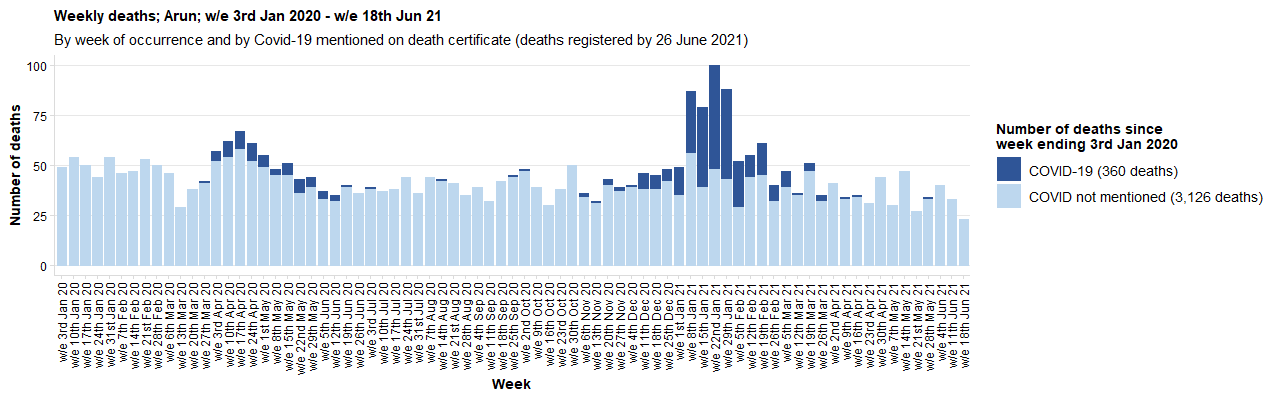 Weekly deaths; Arun; w/e 3rd Jan 2020 - w/e 18th Jun 21
By week of occurrence and by Covid-19 mentioned on death certificate (deaths registered by 26 June 2021)
Number of deaths
100
75
50
25
0
w/e 3rd Jan 20
w/e 10th Jan 20
w/e 17th Jan 20
w/e 24th Jan 20
w/e 31st Jan 20
w/e 7th Feb 20
w/e 14th Feb 20
w/e 21st Feb 20
w/e 28th Feb 20
w/e 6th Mar 20
w/e 13th Mar 20
w/e 20th Mar 20
w/e 27th Mar 20
w/e 3rd Apr 20
w/e 10th Apr 20
w/e 17th Apr 20
w/e 24th Apr 20
w/e 1st May 20
w/e 8th May 20
w/e 15th May 20
w/e 22nd May 20
w/e 29th May 20
w/e 5th Jun 20
w/e 12th Jun 20
w/e 19th Jun 20
w/e 26th Jun 20
w/e 3rd Jul 20
w/e 10th Jul 20
w/e 17th Jul 20
w/e 24th Jul 20
w/e 31st Jul 20
w/e 7th Aug 20
w/e 14th Aug 20
w/e 21st Aug 20
w/e 28th Aug 20
w/e 4th Sep 20
w/e 11th Sep 20
w/e 18th Sep 20
w/e 25th Sep 20
w/e 2nd Oct 20
w/e 9th Oct 20
w/e 16th Oct 20
w/e 23rd Oct 20
w/e 30th Oct 20
w/e 6th Nov 20
w/e 13th Nov 20
w/e 20th Nov 20
w/e 27th Nov 20
w/e 4th Dec 20
w/e 11th Dec 20
w/e 18th Dec 20
w/e 25th Dec 20
w/e 1st Jan 21
w/e 8th Jan 21
w/e 15th Jan 21
w/e 22nd Jan 21
w/e 29th Jan 21
w/e 5th Feb 21
w/e 12th Feb 21
w/e 19th Feb 21
w/e 26th Feb 21
w/e 5th Mar 21
w/e 12th Mar 21
w/e 19th Mar 21
w/e 26th Mar 21
w/e 2nd Apr 21
w/e 9th Apr 21
w/e 16th Apr 21
w/e 23rd Apr 21
w/e 30th Apr 21
w/e 7th May 21
w/e 14th May 21
w/e 21st May 21
w/e 28th May 21
w/e 4th Jun 21
w/e 11th Jun 21
w/e 18th Jun 21
Week
Number of deaths since
week ending 3rd Jan 2020
COVID-19 (360 deaths)
COVID not mentioned (3,126 deaths)